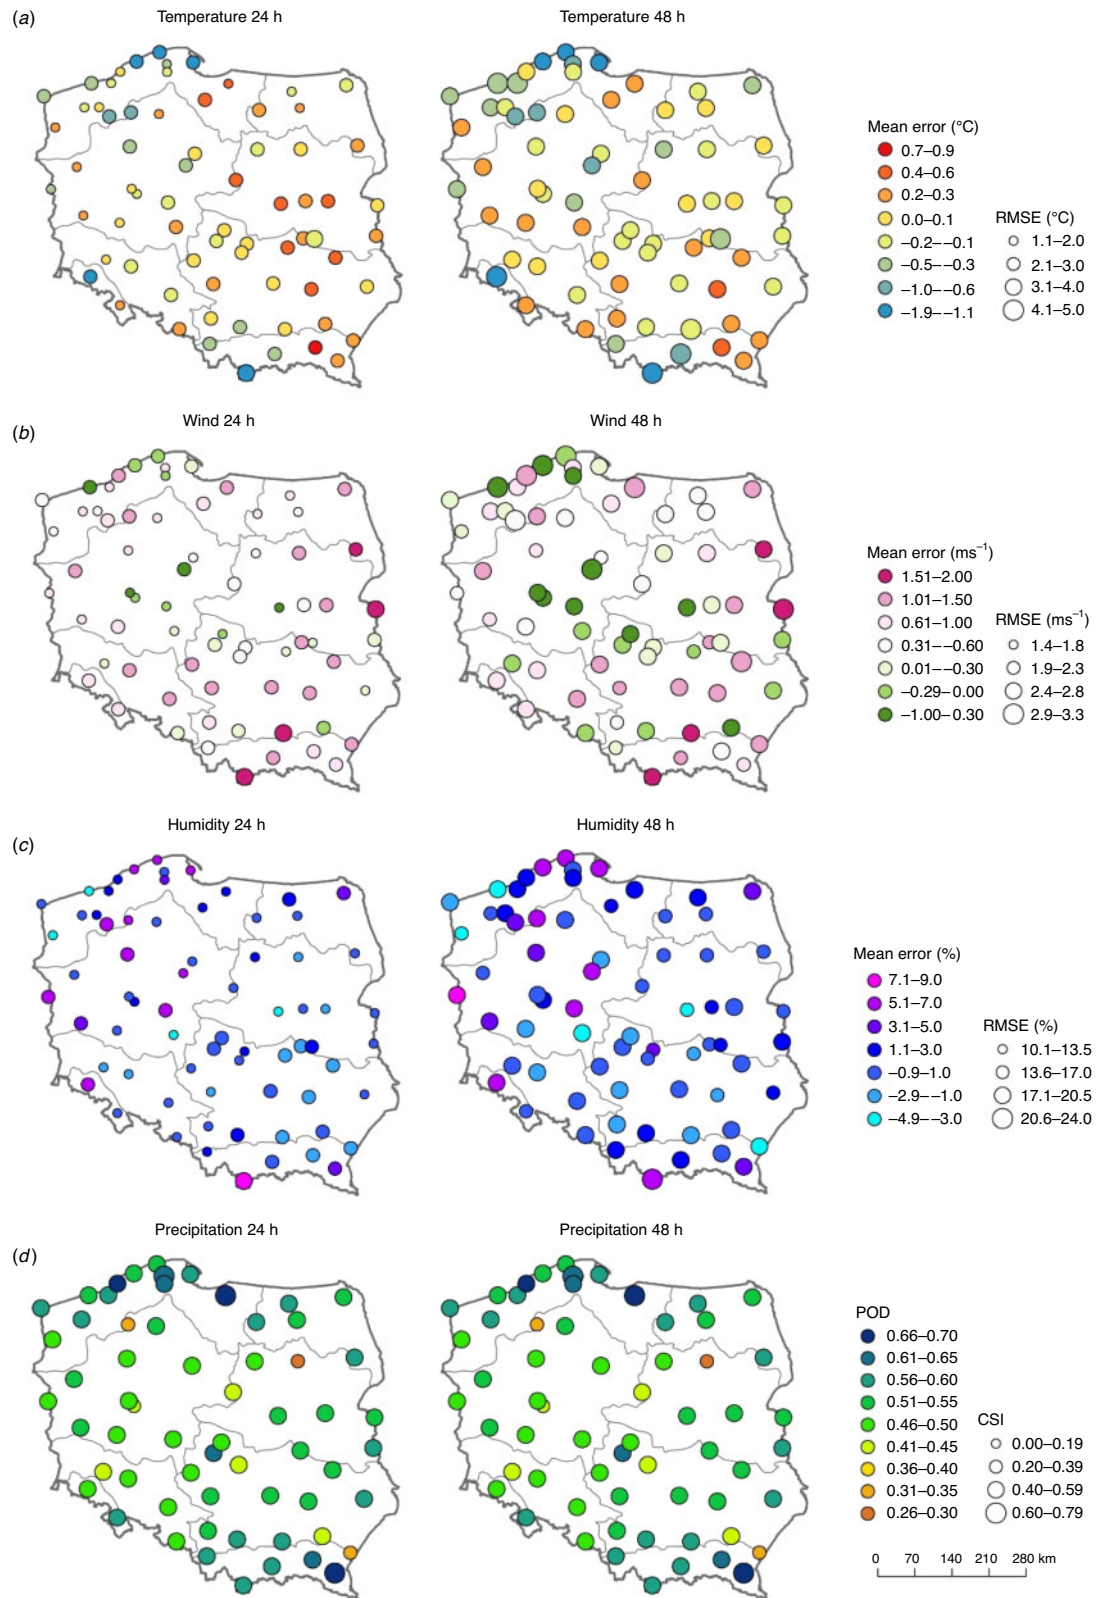 (a)
Temperature 24 h
Temperature 48 h
Mean error (°C)
0.7–0.9
0.4–0.6
0.2–0.3
0.0–0.1
–0.2––0.1
–0.5––0.3
–1.0––0.6
–1.9––1.1
RMSE (°C)
1.1–2.0
2.1–3.0
3.1–4.0
4.1–5.0
(b)
Wind 24 h
Wind 48 h
Mean error (ms–1)
1.51–2.00
1.01–1.50
0.61–1.00
0.31––0.60
0.01––0.30
–0.29–0.00
–1.00–0.30
RMSE (ms–1)
1.4–1.8
1.9–2.3
2.4–2.8
2.9–3.3
(c)
Humidity 24 h
Humidity 48 h
Mean error (%)
7.1–9.0
5.1–7.0
3.1–5.0
1.1–3.0
–0.9–1.0
–2.9––1.0
–4.9––3.0
RMSE (%)
10.1–13.5
13.6–17.0
17.1–20.5
20.6–24.0
(d)
Precipitation 24 h
Precipitation 48 h
POD
0.66–0.70
0.61–0.65
0.56–0.60
0.51–0.55
0.46–0.50
0.41–0.45
0.36–0.40
0.31–0.35
0.26–0.30
CSI
0.00–0.19
0.20–0.39
0.40–0.59
0.60–0.79
0 70 140 210 280 km